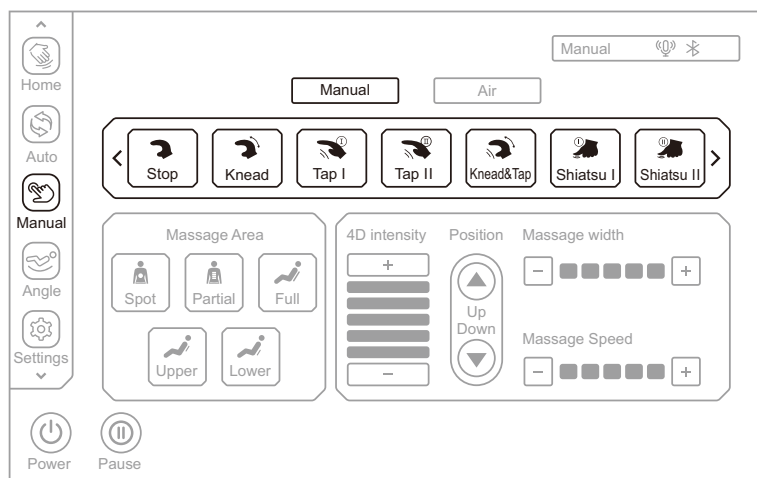 Manual
Home
Manual Air
Auto
Stop Knead Tap I Tap II Knead&Tap Shiatsu I Shiatsu II
Manual
Massage Area 4D intensity Position Massage width
Spot Partial Full
Angle
Up
Down
Massage Speed
Settings
Upper Lower
Power Pause